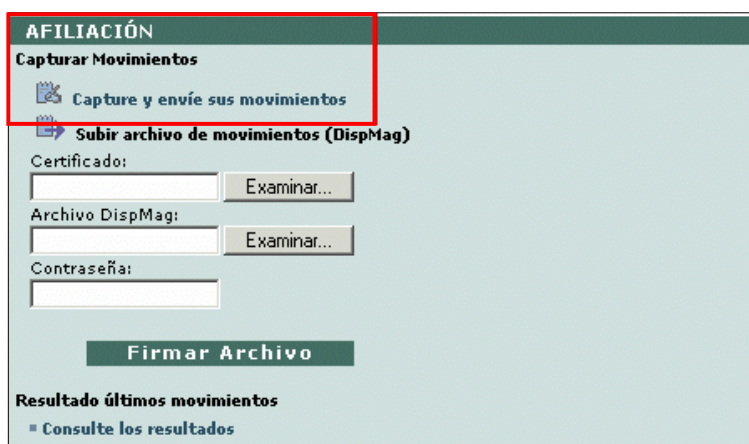 AFILIACIÓN
Capturar Movimientos
Capture y envíe sus movimientos
Subir archivo de movimientos (DispMag)
Certificado:
Examinar...
Archivo DispMag:
Examinar...
Contraseña:
Firmar Archivo
Resultado últimos movimientos
Consulte los resultados